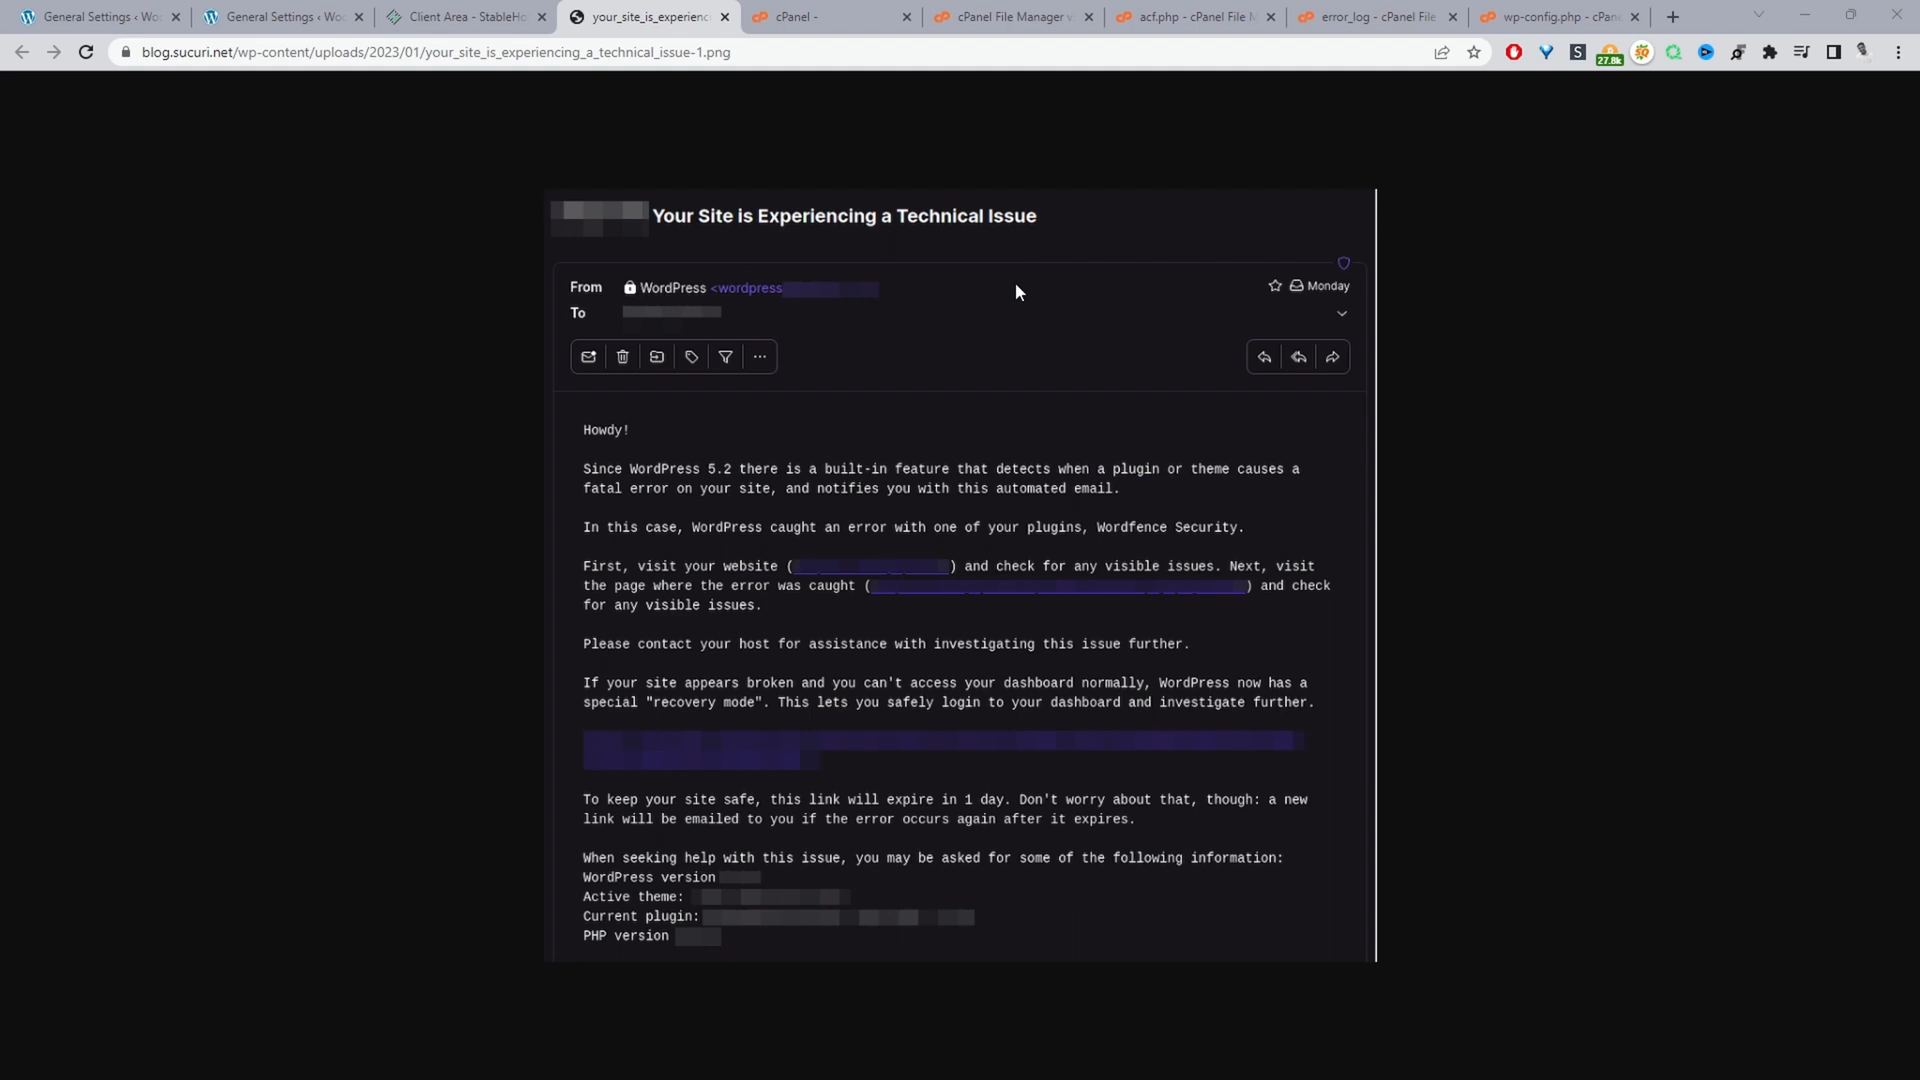 General Settings ‹ Woo
General Settings ‹ Woo
Client Area - StableHo
your_site_is_experienc
cPanel -
cPanel File Manager v
acf.php - cPanel File M
error_log - cPanel File
wp-config.php - cPan
blog.sucuri.net/wp-content/uploads/2023/01/your_site_is_experiencing_a_technical_issue-1.png
27.8k
Your Site is Experiencing a Technical Issue
From WordPress <wordpress
Monday
To
Howdy!
Since WordPress 5.2 there is a built-in feature that detects when a plugin or theme causes a
fatal error on your site, and notifies you with this automated email.
In this case, WordPress caught an error with one of your plugins, Wordfence Security.
First, visit your website ( ) and check for any visible issues. Next, visit
the page where the error was caught ( ) and check
for any visible issues.
Please contact your host for assistance with investigating this issue further.
If your site appears broken and you can't access your dashboard normally, WordPress now has a
special "recovery mode". This lets you safely login to your dashboard and investigate further.
To keep your site safe, this link will expire in 1 day. Don't worry about that, though: a new
link will be emailed to you if the error occurs again after it expires.
When seeking help with this issue, you may be asked for some of the following information:
WordPress version
Active theme:
Current plugin:
PHP version